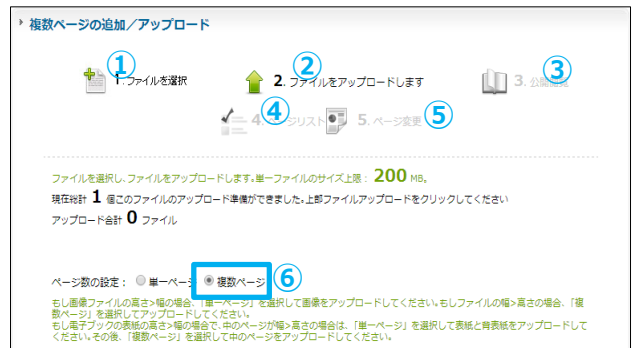 複数ページの追加／アップロード
① ② ③
1.ファイルを選択 2.ファイルをアップロードします 3.公開閲覧
④ ⑤
4.ページリスト 5.ページ変更
ファイルを選択し、ファイルをアップロードします。単一ファイルのサイズ上限： 200 MB。
現在総計 1 個このファイルのアップロード準備ができました。上部ファイルアップロードをクリックしてください
アップロード合計 0 ファイル
ページ数の設定： 単一ページ 複数ページ ⑥
もし画像ファイルの高さ>幅の場合、「単一ページ」を選択して画像をアップロードしてください。もしファイルの幅>高さの場合、「複
数ページ」を選択してアップロードしてください。
もし電子ブックの表紙の高さ>幅の場合で、中のページが幅>高さの場合は、「単一ページ」を選択して表紙と背表紙をアップロードして
ください。その後、「複数ページ」を選択して中のページをアップロードしてください。